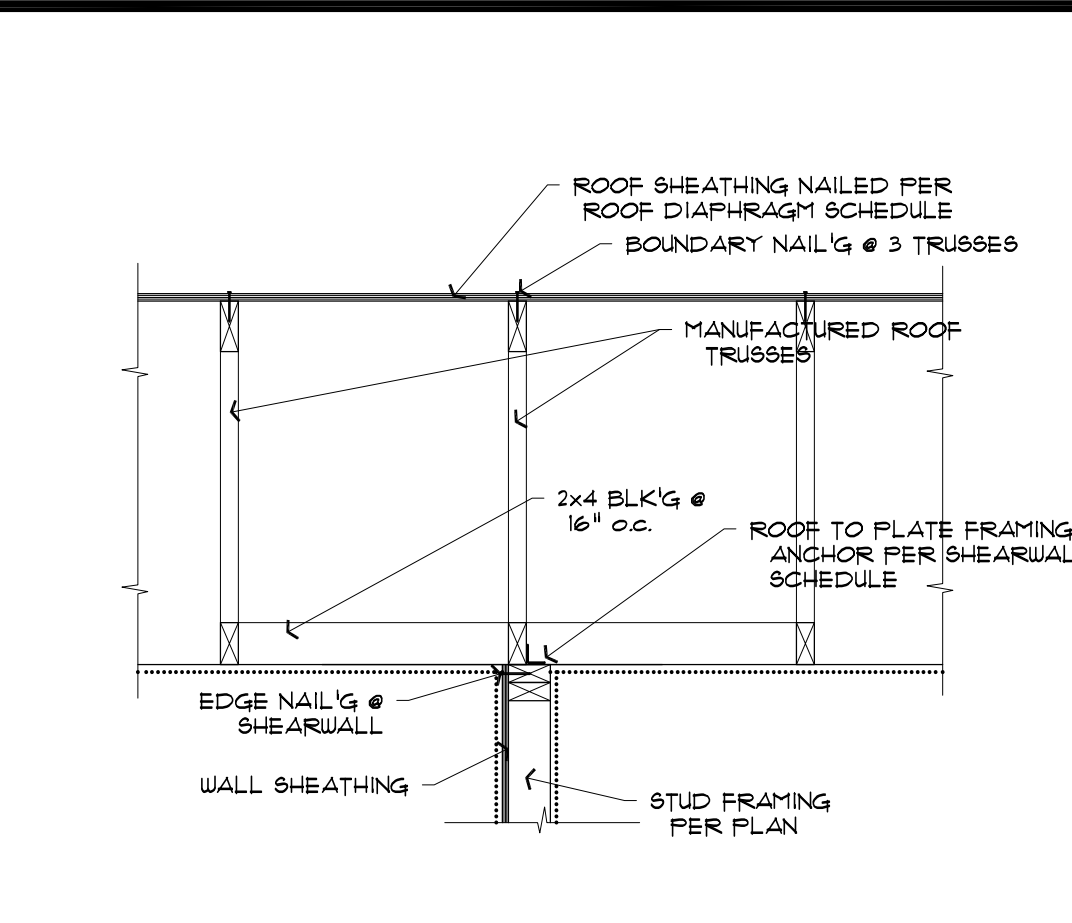 ROOF SHEATHING NAILED PER
ROOF DIAPHRAGM SCHEDULE
BOUNDARY NAIL'G @ 3 TRUSSES
MANUFACTURED ROOF
TRUSSES
2x4 BLK'G @
16" o.c.
ROOF TO PLATE FRAMING
ANCHOR PER SHEARWAL
SCHEDULE
EDGE NAIL'G @
SHEARWALL
WALL SHEATHING
STUD FRAMING
PER PLAN